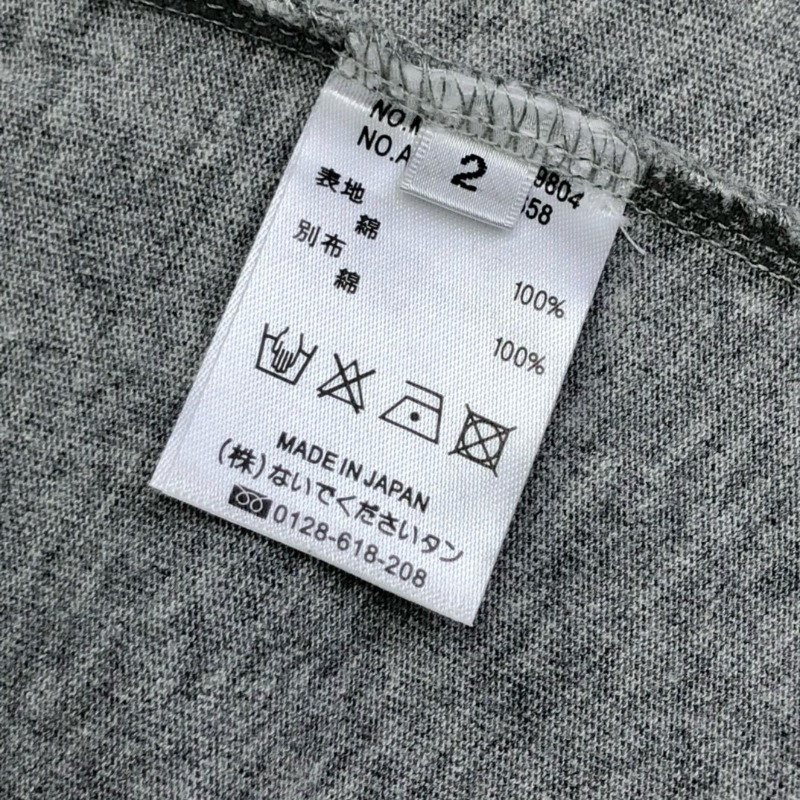 2
NO.
NO.A
9804
58
表地
綿 100%
別布
綿 100%
MADE IN JAPAN
(株)ないでくださいタン
0128-618-208